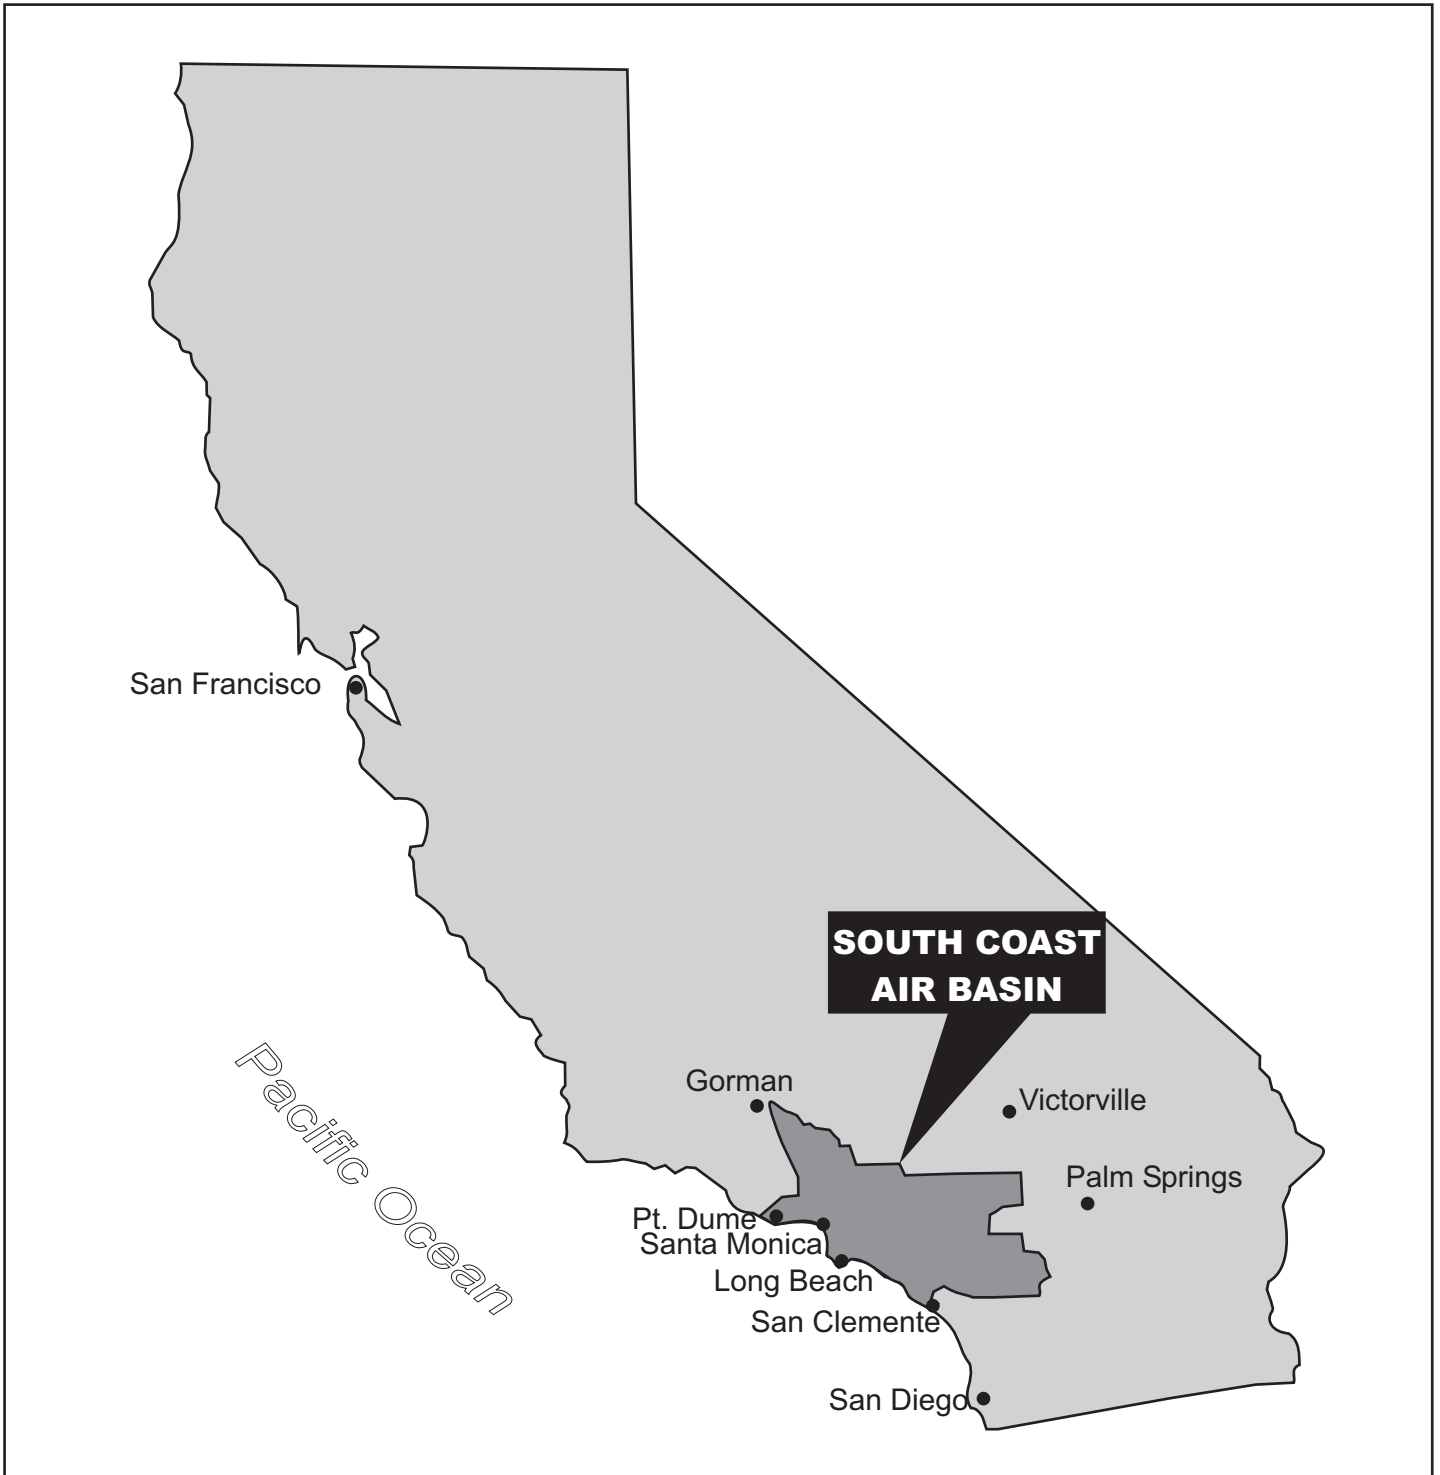 San Francisco
SOUTH COAST
AIR BASIN
Gorman
Victorville
Palm Springs
Pt. Dume
Santa Monica
Long Beach
San Clemente
San Diego
Pacific Ocean